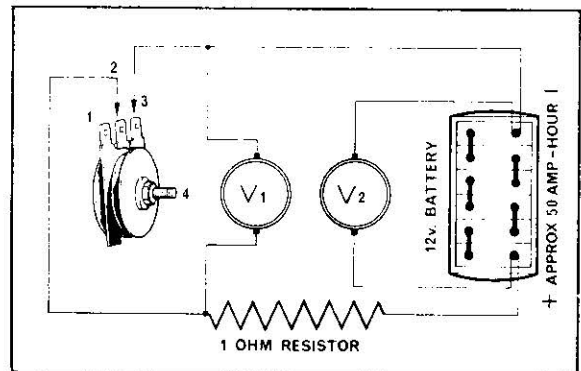 2
3
1
4
V1
V2
12v. BATTERY
+ APPROX 50 AMP-HOUR –
1 OHM RESISTOR